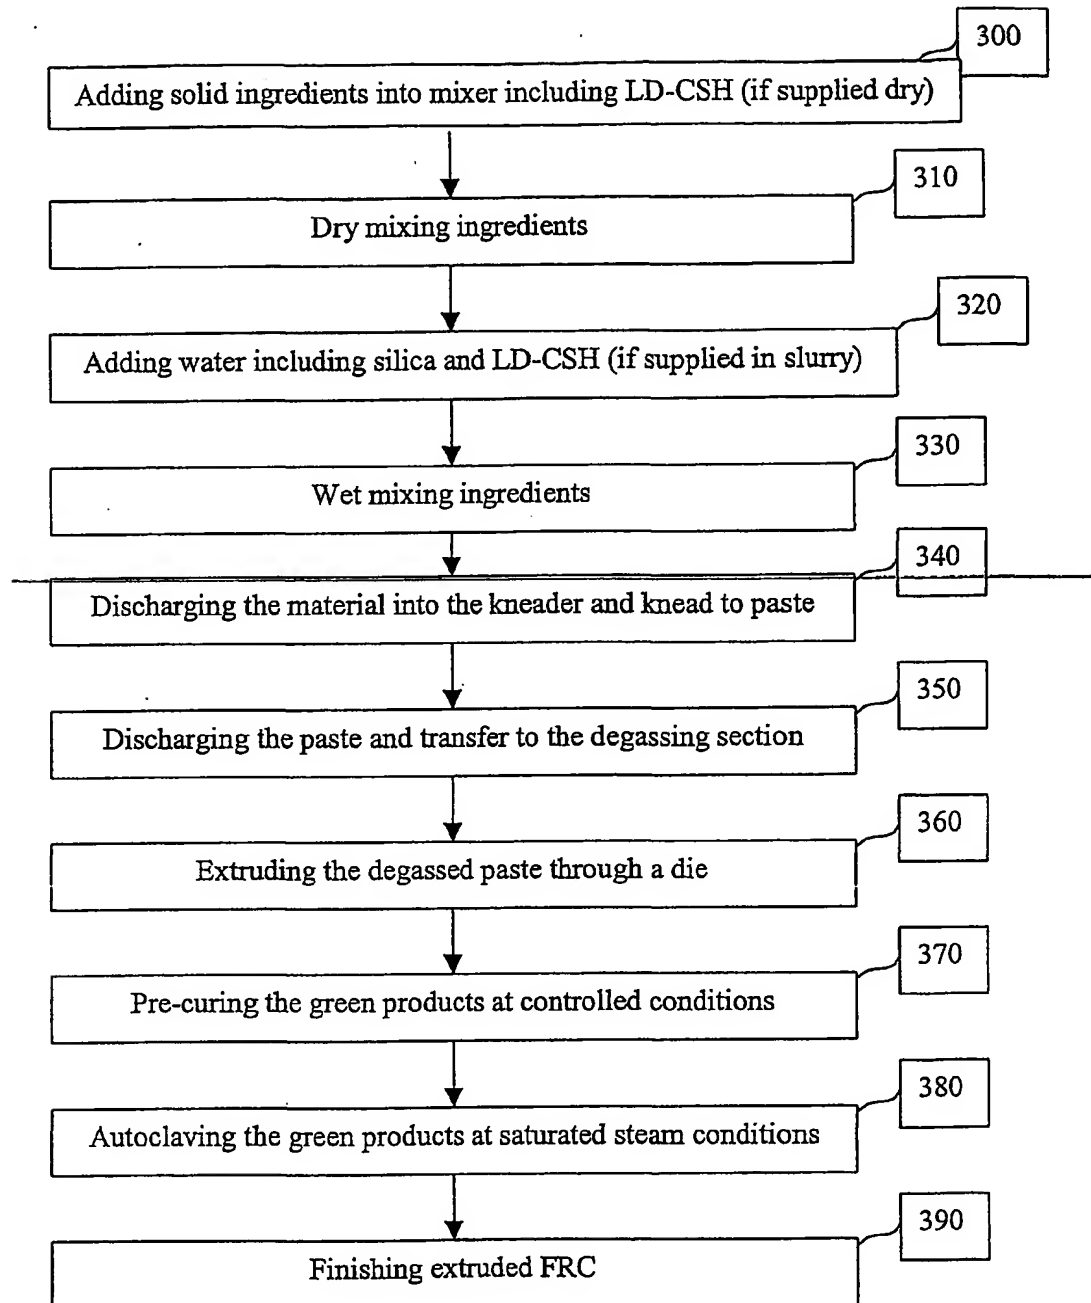 300
Adding solid ingredients into mixer including LD-CSH (if supplied dry)
310
Dry mixing ingredients
320
Adding water including silica and LD-CSH (if supplied in slurry)
330
Wet mixing ingredients
340
Discharging the material into the kneader and knead to paste
350
Discharging the paste and transfer to the degassing section
360
Extruding the degassed paste through a die
370
Pre-curing the green products at controlled conditions
380
Autoclaving the green products at saturated steam conditions
390
Finishing extruded FRC